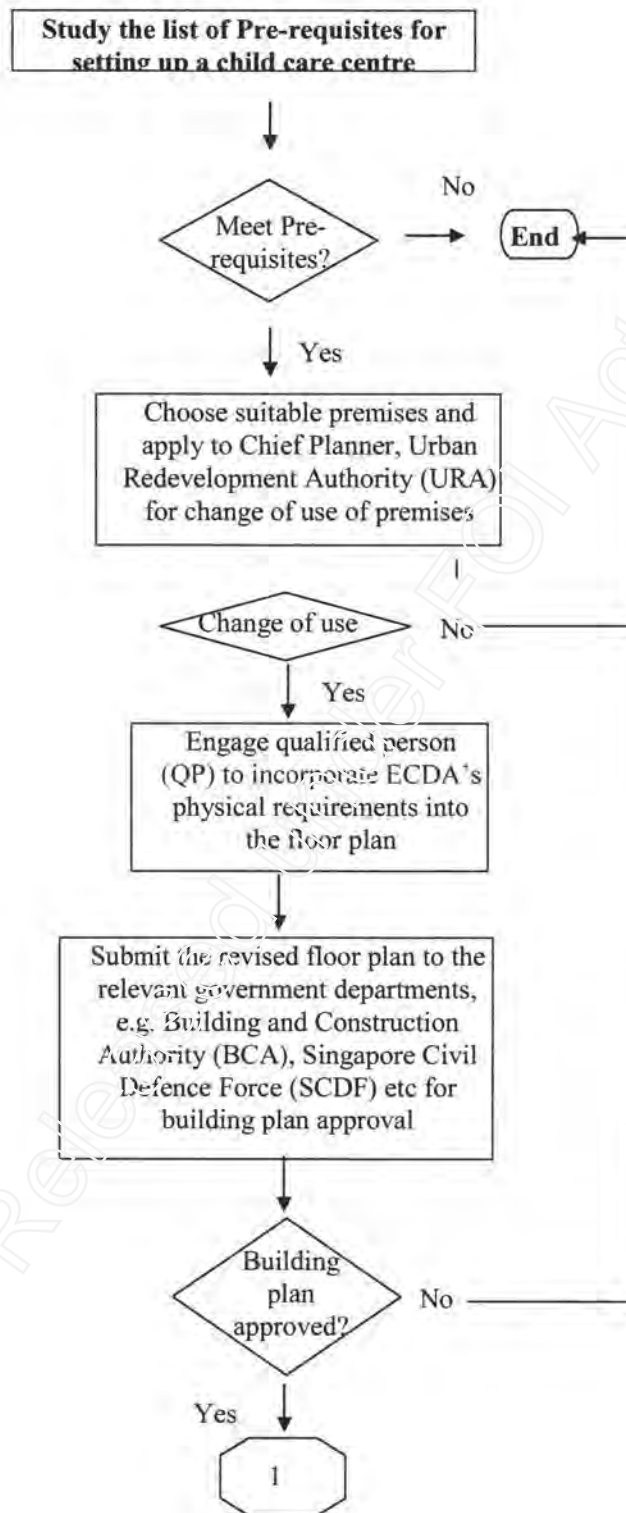 Study the list of Pre-requisites for
setting up a child care centre
No
Meet Pre-
requisites?
End
Yes
Choose suitable premises and
apply to Chief Planner, Urban
Redevelopment Authority (URA)
for change of use of premises
Change of use
No
Yes
Engage qualified person
(QP) to incorporate ECDA's
physical requirements into
the floor plan
Submit the revised floor plan to the
relevant government departments,
e.g. Building and Construction
Authority (BCA), Singapore Civil
Defence Force (SCDF) etc for
building plan approval
Building
plan
approved?
No
Yes
1
Released under FOI Act